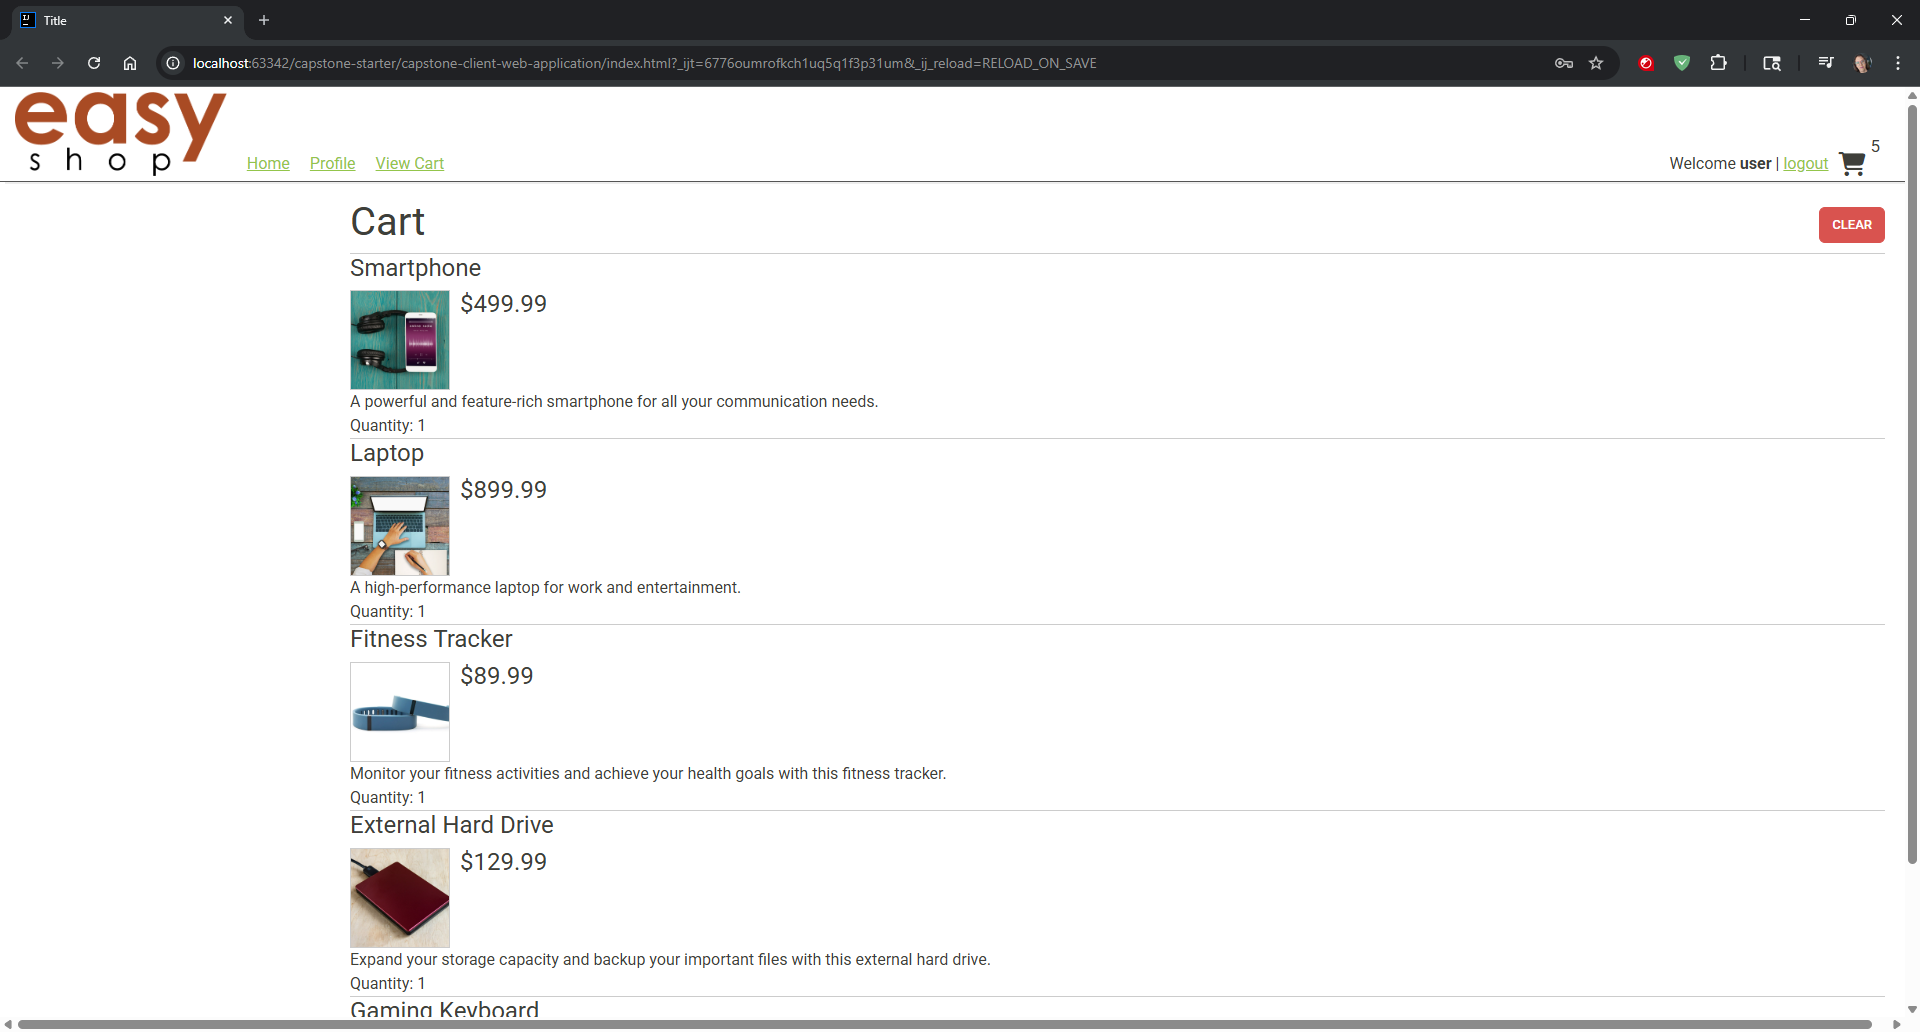 Title
localhost:63342/capstone-starter/capstone-client-web-application/index.html?_ijt=6776oumrofkch1uq5q1f3p31um&_ij_reload=RELOAD_ON_SAVE
easy
shop
Home Profile View Cart
Welcome user | logout 5
Cart
CLEAR
Smartphone
$499.99
A powerful and feature-rich smartphone for all your communication needs.
Quantity: 1
Laptop
$899.99
A high-performance laptop for work and entertainment.
Quantity: 1
Fitness Tracker
$89.99
Monitor your fitness activities and achieve your health goals with this fitness tracker.
Quantity: 1
External Hard Drive
$129.99
Expand your storage capacity and backup your important files with this external hard drive.
Quantity: 1
Gaming Keyboard